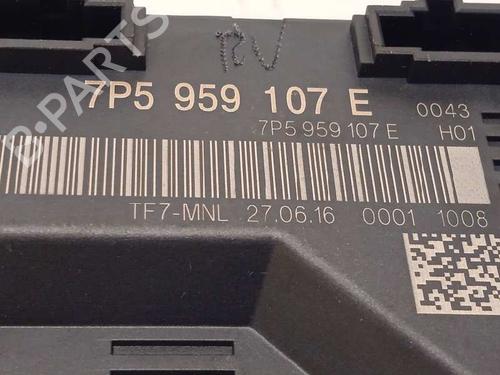 7P5 959 107 E
0043
7P5 959 107 E H01
TF7-MNL 27.06.16 0001 1008
B-PARTS